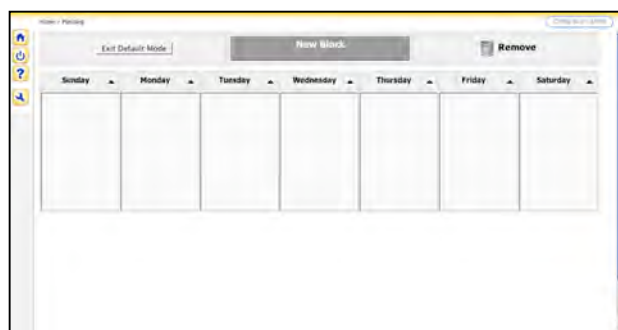 Home > Planning
Exit Default Mode
New Block
Remove
Sunday
Monday
Tuesday
Wednesday
Thursday
Friday
Saturday
?